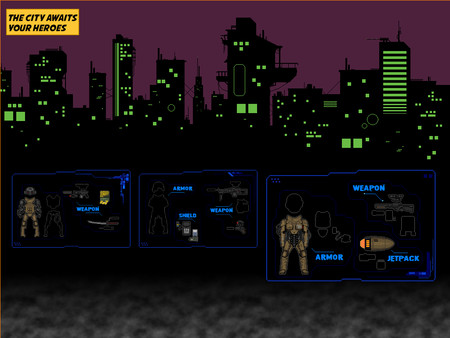 THE CITY AWAITS
YOUR HEROES
WEAPON
ARMOR
WEAPON
SHIELD
WEAPON
ARMOR
JETPACK